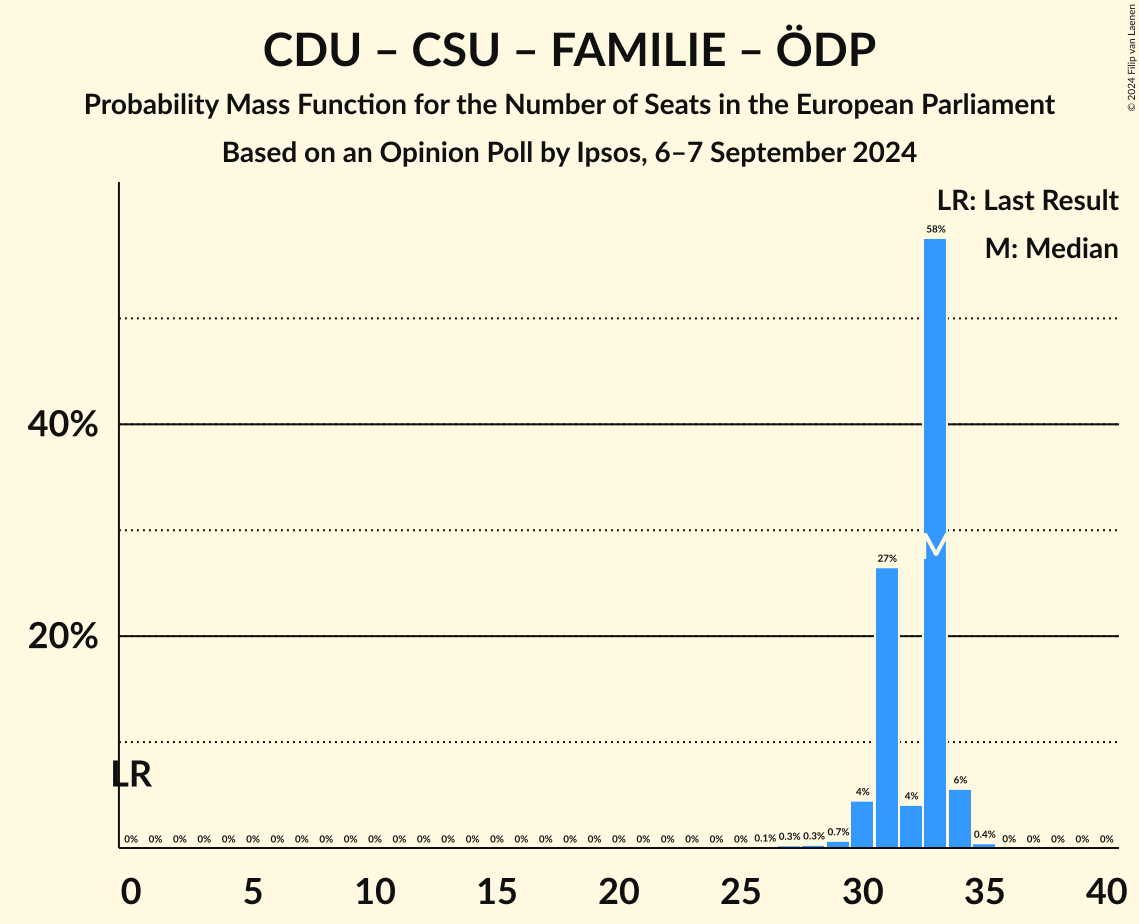 CDU – CSU – FAMILIE – ÖDP
Probability Mass Function for the Number of Seats in the European Parliament
Based on an Opinion Poll by Ipsos, 6–7 September 2024
© 2024 Filip van Laenen
LR: Last Result
M: Median
58%
40%
M
27%
20%
LR
6%
4% 4%
0% 0% 0% 0% 0% 0% 0% 0% 0% 0% 0% 0% 0% 0% 0% 0% 0% 0% 0% 0% 0% 0% 0% 0% 0% 0% 0.1% 0.3% 0.3% 0.7% 0.4% 0% 0% 0% 0% 0%
0 5 10 15 20 25 30 35 40